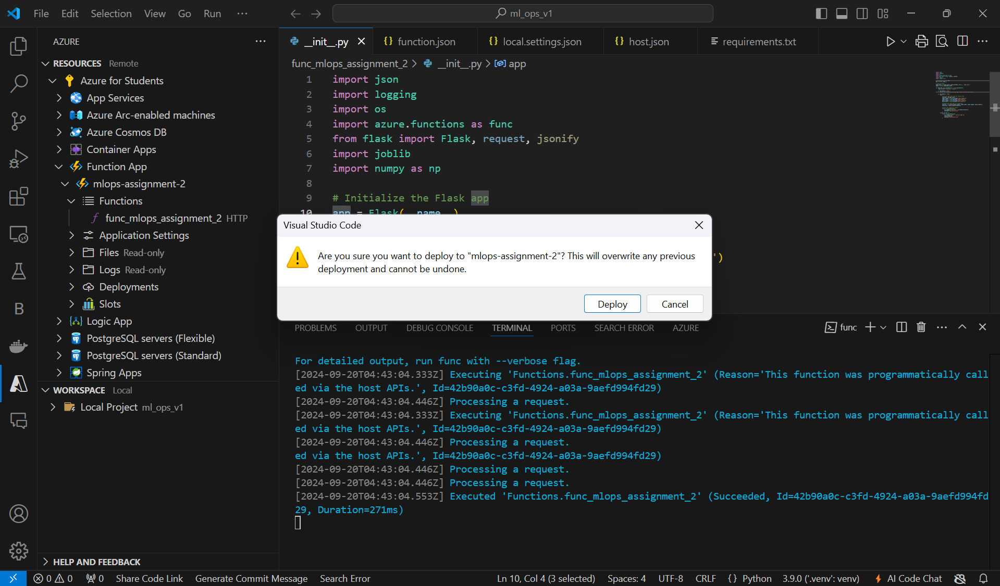 File Edit Selection View Go Run ···
ml_ops_v1
AZURE
RESOURCES Remote
Azure for Students
App Services
Azure Arc-enabled machines
Azure Cosmos DB
Container Apps
Function App
mlops-assignment-2
Functions
func_mlops_assignment_2 HTTP
Application Settings
Files Read-only
Logs Read-only
Deployments
Slots
Logic App
PostgreSQL servers (Flexible)
PostgreSQL servers (Standard)
Spring Apps
WORKSPACE Local
Local Project ml_ops_v1
HELP AND FEEDBACK
__init__.py {} function.json {} local.settings.json {} host.json requirements.txt
func_mlops_assignment_2 > __init__.py > app
1 import json
2 import logging
3 import os
4 import azure.functions as func
5 from flask import Flask, request, jsonify
6 import joblib
7 import numpy as np
8
9 # Initialize the Flask app
10 app = Flask(__name__)
')
Visual Studio Code
Are you sure you want to deploy to "mlops-assignment-2"? This will overwrite any previous
deployment and cannot be undone.
Deploy Cancel
PROBLEMS OUTPUT DEBUG CONSOLE TERMINAL PORTS SEARCH ERROR AZURE
func
For detailed output, run func with --verbose flag.
[2024-09-20T04:43:04.333Z] Executing 'Functions.func_mlops_assignment_2' (Reason='This function was programmatically call
ed via the host APIs.', Id=42b90a0c-c3fd-4924-a03a-9aefd994fd29)
[2024-09-20T04:43:04.446Z] Processing a request.
[2024-09-20T04:43:04.333Z] Executing 'Functions.func_mlops_assignment_2' (Reason='This function was programmatically call
ed via the host APIs.', Id=42b90a0c-c3fd-4924-a03a-9aefd994fd29)
[2024-09-20T04:43:04.446Z] Processing a request.
ed via the host APIs.', Id=42b90a0c-c3fd-4924-a03a-9aefd994fd29)
[2024-09-20T04:43:04.446Z] Processing a request.
[2024-09-20T04:43:04.446Z] Processing a request.
[2024-09-20T04:43:04.553Z] Executed 'Functions.func_mlops_assignment_2' (Succeeded, Id=42b90a0c-c3fd-4924-a03a-9aefd994fd
29, Duration=271ms)
0 0 0 Share Code Link Generate Commit Message Search Error Ln 10, Col 4 (3 selected) Spaces: 4 UTF-8 CRLF {} Python 3.9.0 ('.venv': venv) AI Code Chat